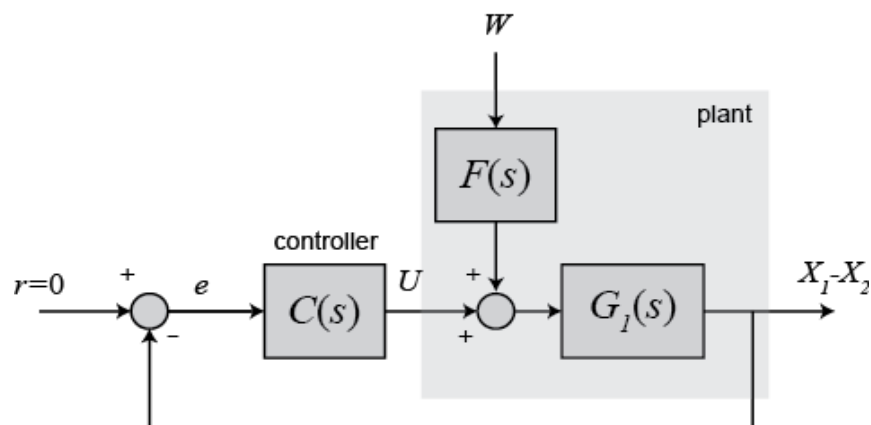 W
plant
F(s)
controller
r=0
+
-
e
C(s)
U
+
+
G₁(s)
X₁-X₂